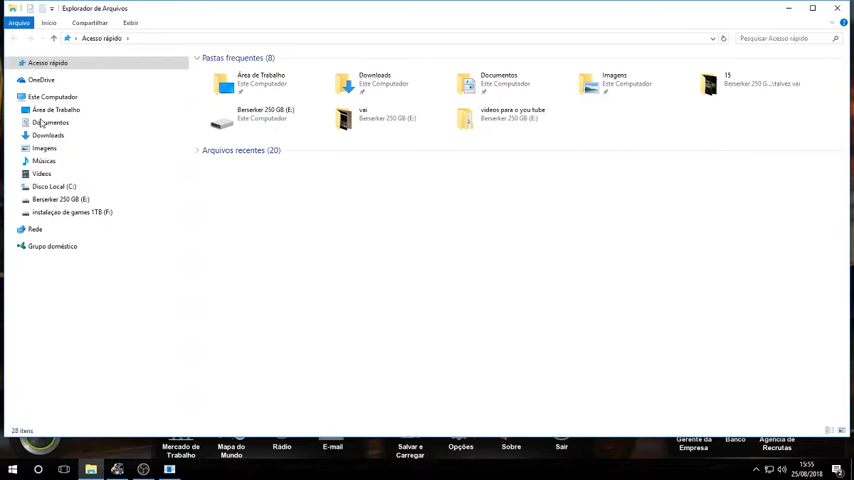 Explorador de Arquivos
Arquivo Início Compartilhar Exibir
Acesso rápido
Pesquisar Acesso rápido
Acesso rápido
OneDrive
Este Computador
Área de Trabalho
Documentos
Downloads
Imagens
Músicas
Vídeos
Disco Local (C:)
Berserker 250 GB (E:)
instalaçao de games 1TB (F:)
Rede
Grupo doméstico
Pastas frequentes (8)
Área de Trabalho
Este Computador
Downloads
Este Computador
Documentos
Este Computador
Imagens
Este Computador
15
Berserker 250 G...\talvez vai
Berserker 250 GB (E:)
Este Computador
vai
Berserker 250 GB (E:)
videos para o you tube
Berserker 250 GB (E:)
Arquivos recentes (20)
28 itens
Mercado de Trabalho
Mapa do Mundo
Rádio
E-mail
Salvar e Carregar
Opções
Sobre
Sair
Gerente da Empresa
Banco
Agência de Recrutas
15:55
25/08/2018
2